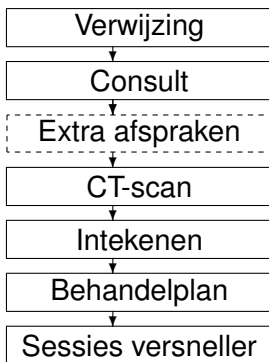 Verwijzing
Consult
Extra afspraken
CT-scan
Intekenen
Behandelplan
Sessies versneller